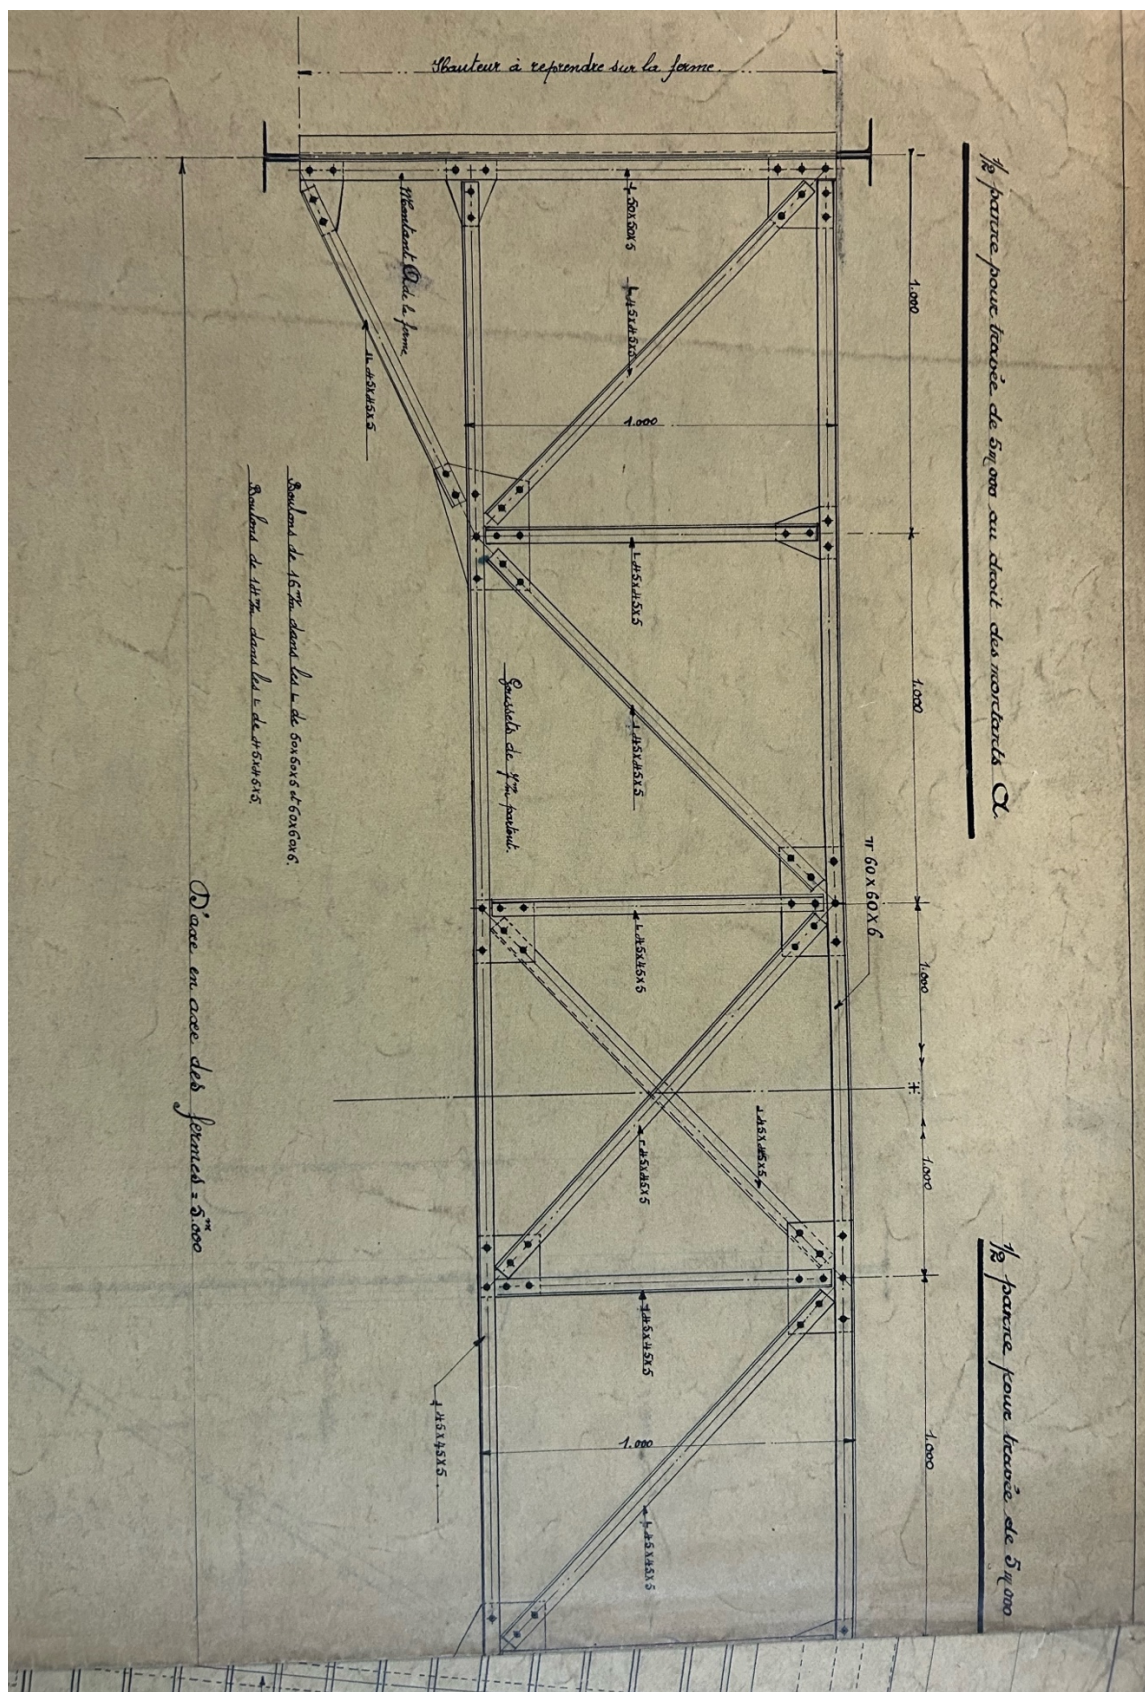 Hauteur à reprendre sur la ferme.
1/2 panne pour travée de 5m,000 au droit des montants A
1/2 panne pour travée de 5m,000
1.000
1.000
1.000
1.000
1.000
π 60x60x6
L 50x50x5
L 45x45x5
1.000
L 45x45x5
L 45x45x5
L 45x45x5
L 45x45x5
L 45x45x5
L 45x45x5
1.000
L 45x45x5
Montant A de la ferme
45x45x5
Goussets de 7m/m partout.
45x45x5
Boulons de 16m/m dans les L de 50x50x5 et 60x60x6.
Boulons de 14m/m dans les L de 45x45x5.
D'axe en axe des fermes = 5.000
m